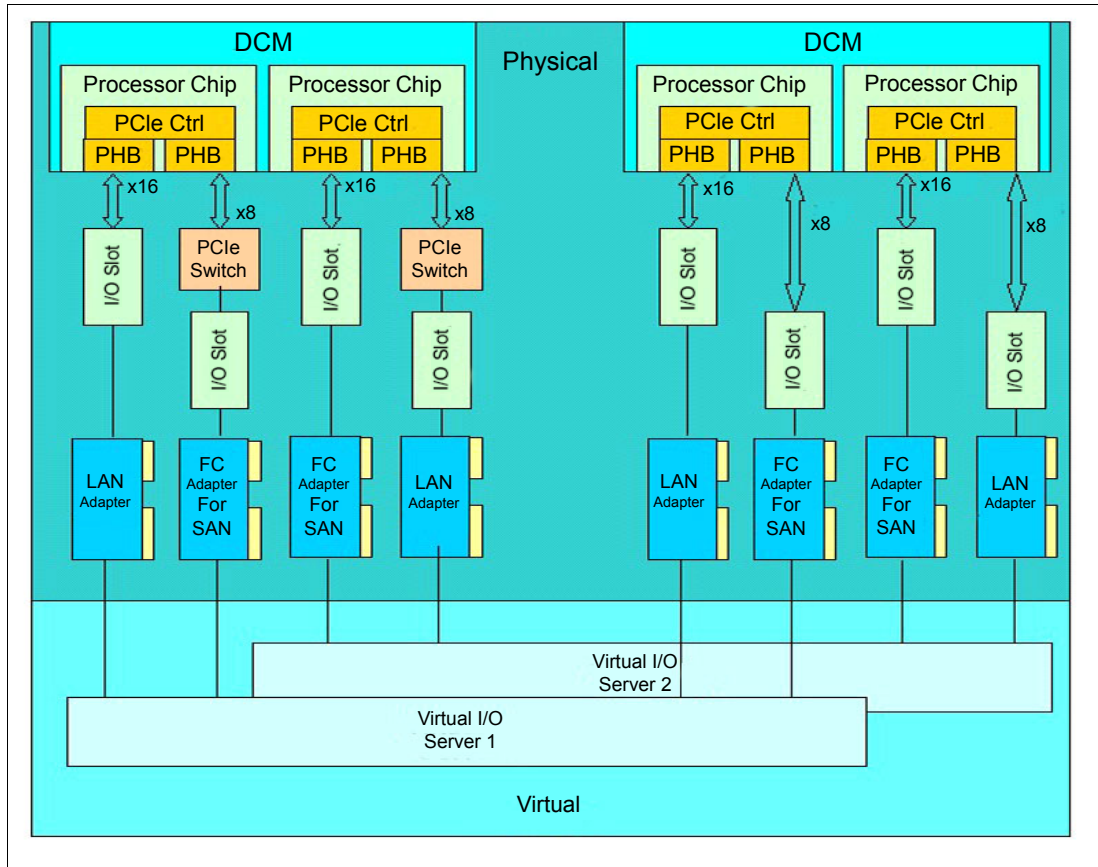 DCM
Physical
DCM
Processor Chip
Processor Chip
Processor Chip
Processor Chip
PCIe Ctrl
PCIe Ctrl
PCIe Ctrl
PCIe Ctrl
PHB
PHB
PHB
PHB
PHB
PHB
PHB
PHB
x16
x8
x16
x8
x16
x8
x16
x8
I/O Slot
PCIe
Switch
I/O Slot
I/O Slot
PCIe
Switch
I/O Slot
I/O Slot
I/O Slot
I/O Slot
I/O Slot
LAN
Adapter
FC
Adapter
For
SAN
FC
Adapter
For
SAN
LAN
Adapter
LAN
Adapter
FC
Adapter
For
SAN
FC
Adapter
For
SAN
LAN
Adapter
Virtual I/O
Server 2
Virtual I/O
Server 1
Virtual